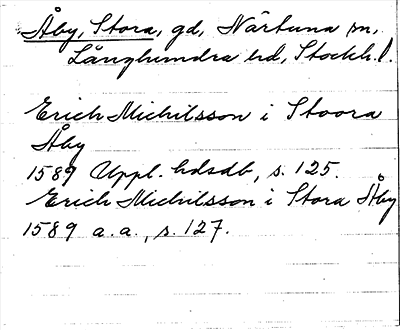 Åby, Stora, gd, Närtuna sn,
Långhundra hd, Stockh. l.
Erich Michilsson i Stoora
Åby
1589 Uppl. hdsdb, s. 125.
Erich Michilsson i Stora Åby
1589 a.a., s. 127.